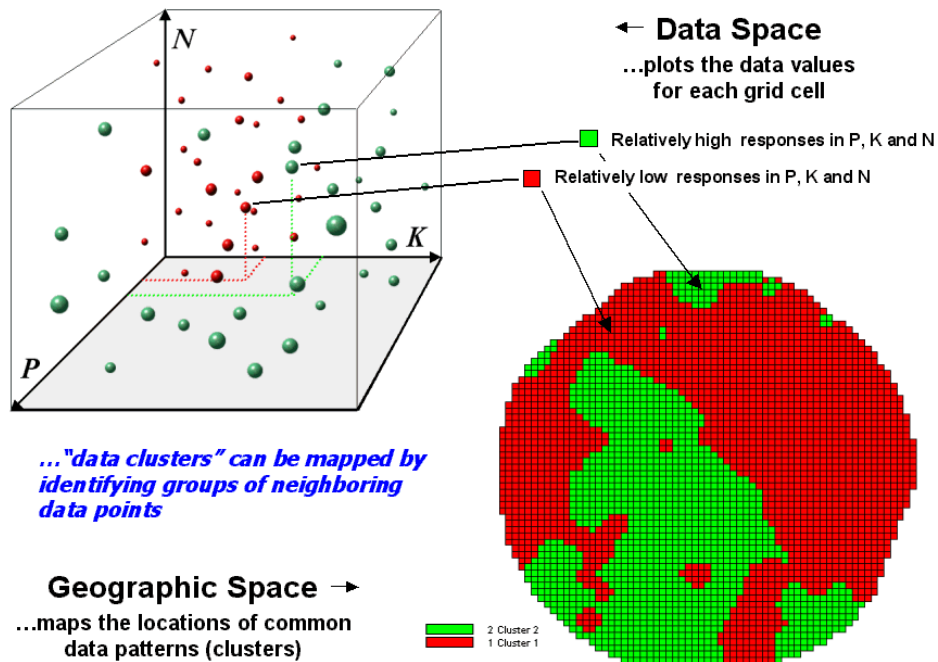 N
K
P
Data Space
…plots the data values
for each grid cell
Relatively high responses in P, K and N
Relatively low responses in P, K and N
…“data clusters” can be mapped by
identifying groups of neighboring
data points
Geographic Space
…maps the locations of common
data patterns (clusters)
2 Cluster 2
1 Cluster 1